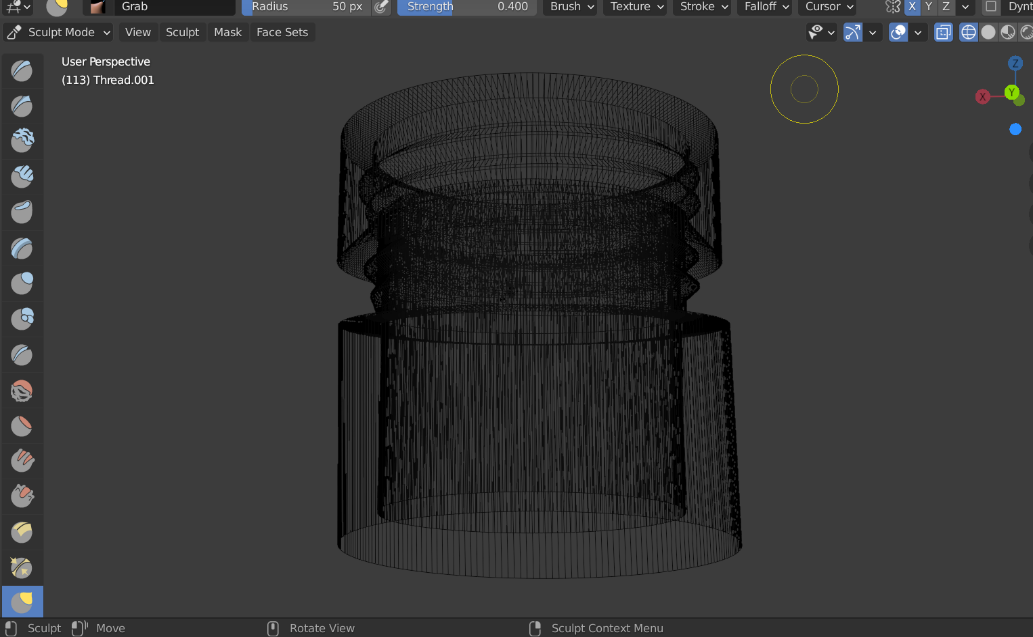 Grab Radius 50 px Strength 0.400 Brush Texture Stroke Falloff Cursor X Y Z
Sculpt Mode View Sculpt Mask Face Sets
User Perspective
(113) Thread.001
Z
X
Y
Sculpt Move Rotate View Sculpt Context Menu